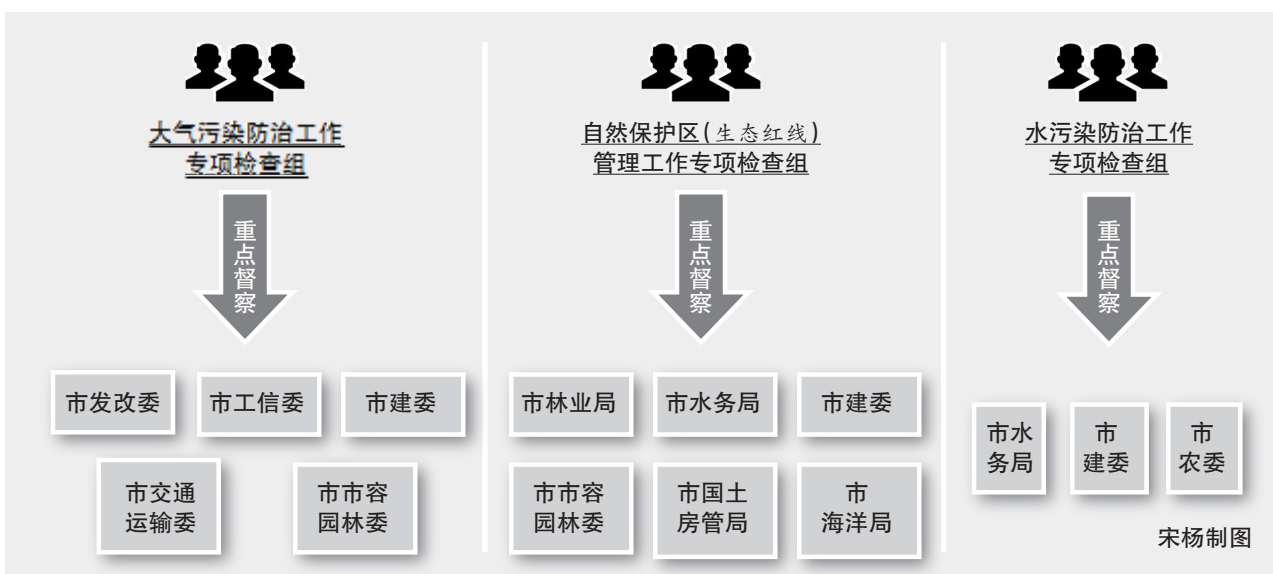 大气污染防治工作
专项检查组
重点督察
市发改委
市工信委
市建委
市交通
运输委
市市容
园林委
自然保护区(生态红线)
管理工作专项检查组
重点督察
市林业局
市水务局
市建委
市市容
园林委
市国土
房管局
市
海洋局
水污染防治工作
专项检查组
重点督察
市水
务局
市
建委
市
农委
宋杨制图